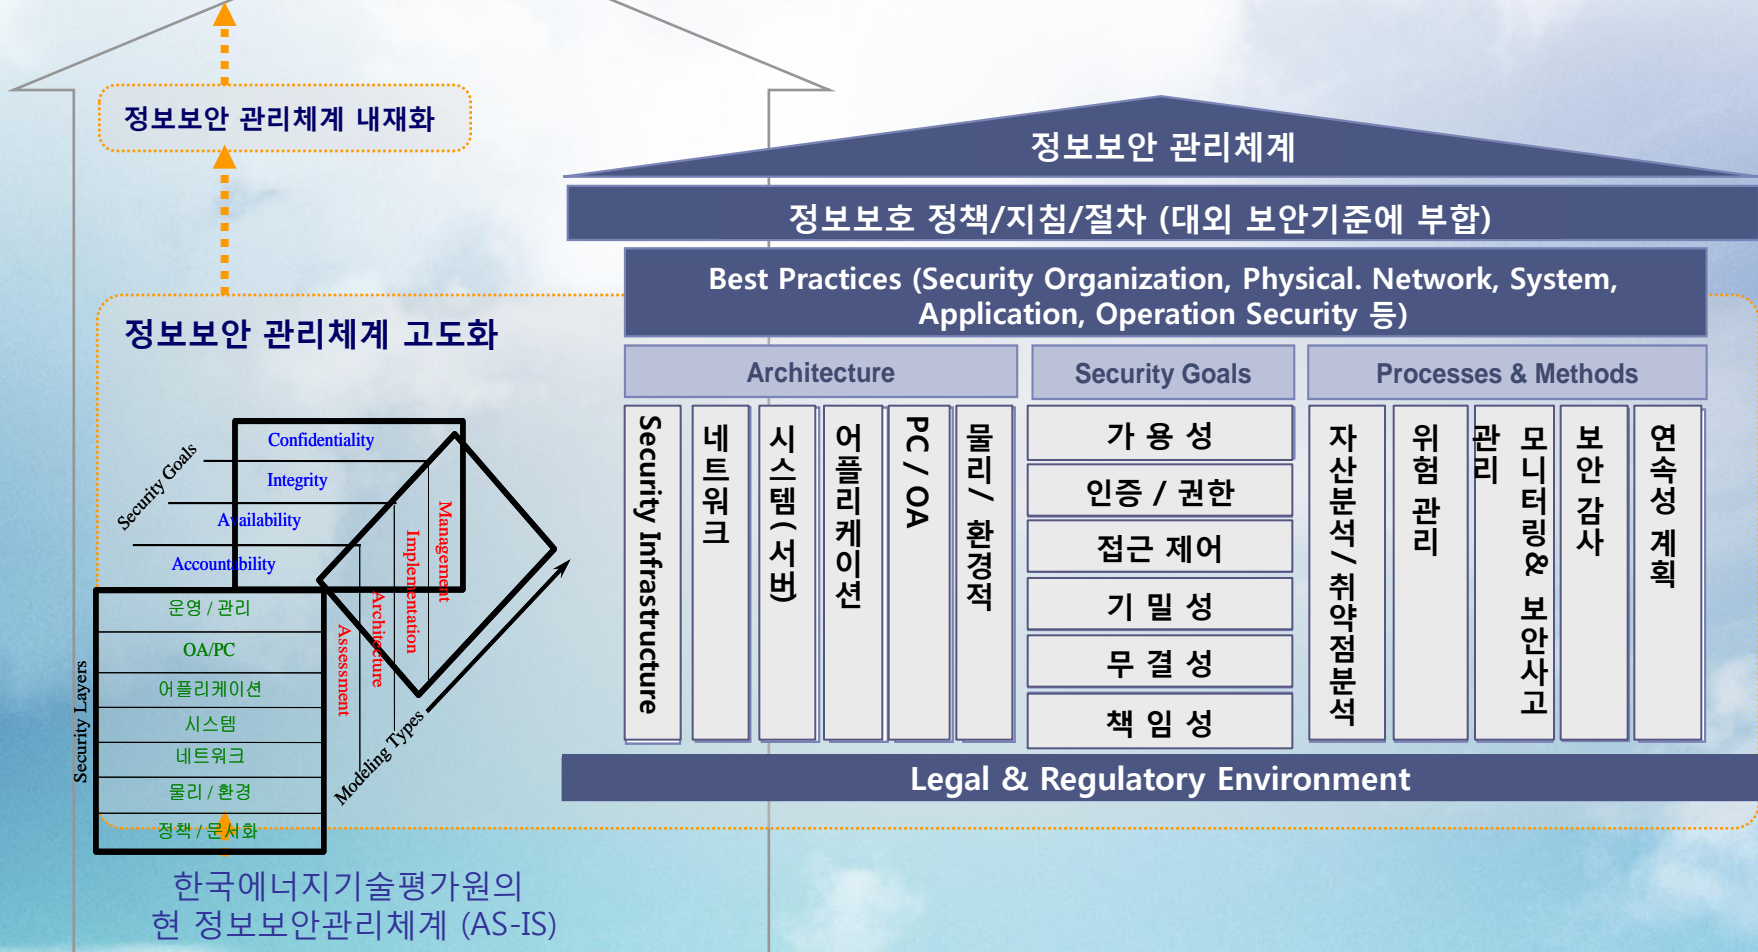 정보보안 관리체계 내재화
정보보안 관리체계 고도화
Security Goals
Confidentiality
Integrity
Availability
Accountability
Management
Implementation
Architecture
Assessment
Modeling Types
Security Layers
운영 / 관리
OA/PC
어플리케이션
시스템
네트워크
물리 / 환경
정책 / 문서화
한국에너지기술평가원의
현 정보보안관리체계 (AS-IS)
정보보안 관리체계
정보보호 정책/지침/절차 (대외 보안기준에 부합)
Best Practices (Security Organization, Physical. Network, System,
Application, Operation Security 등)
Architecture
Security Infrastructure
네트워크
시스템(서버)
어플리케이션
PC / OA
물리/ 환경적
Security Goals
가 용 성
인증 / 권한
접근 제어
기 밀 성
무 결 성
책 임 성
Processes & Methods
자산분석/ 취약점분석
위험 관리
모니터링& 보안사고
관리
보안 감사
연속성 계획
Legal & Regulatory Environment